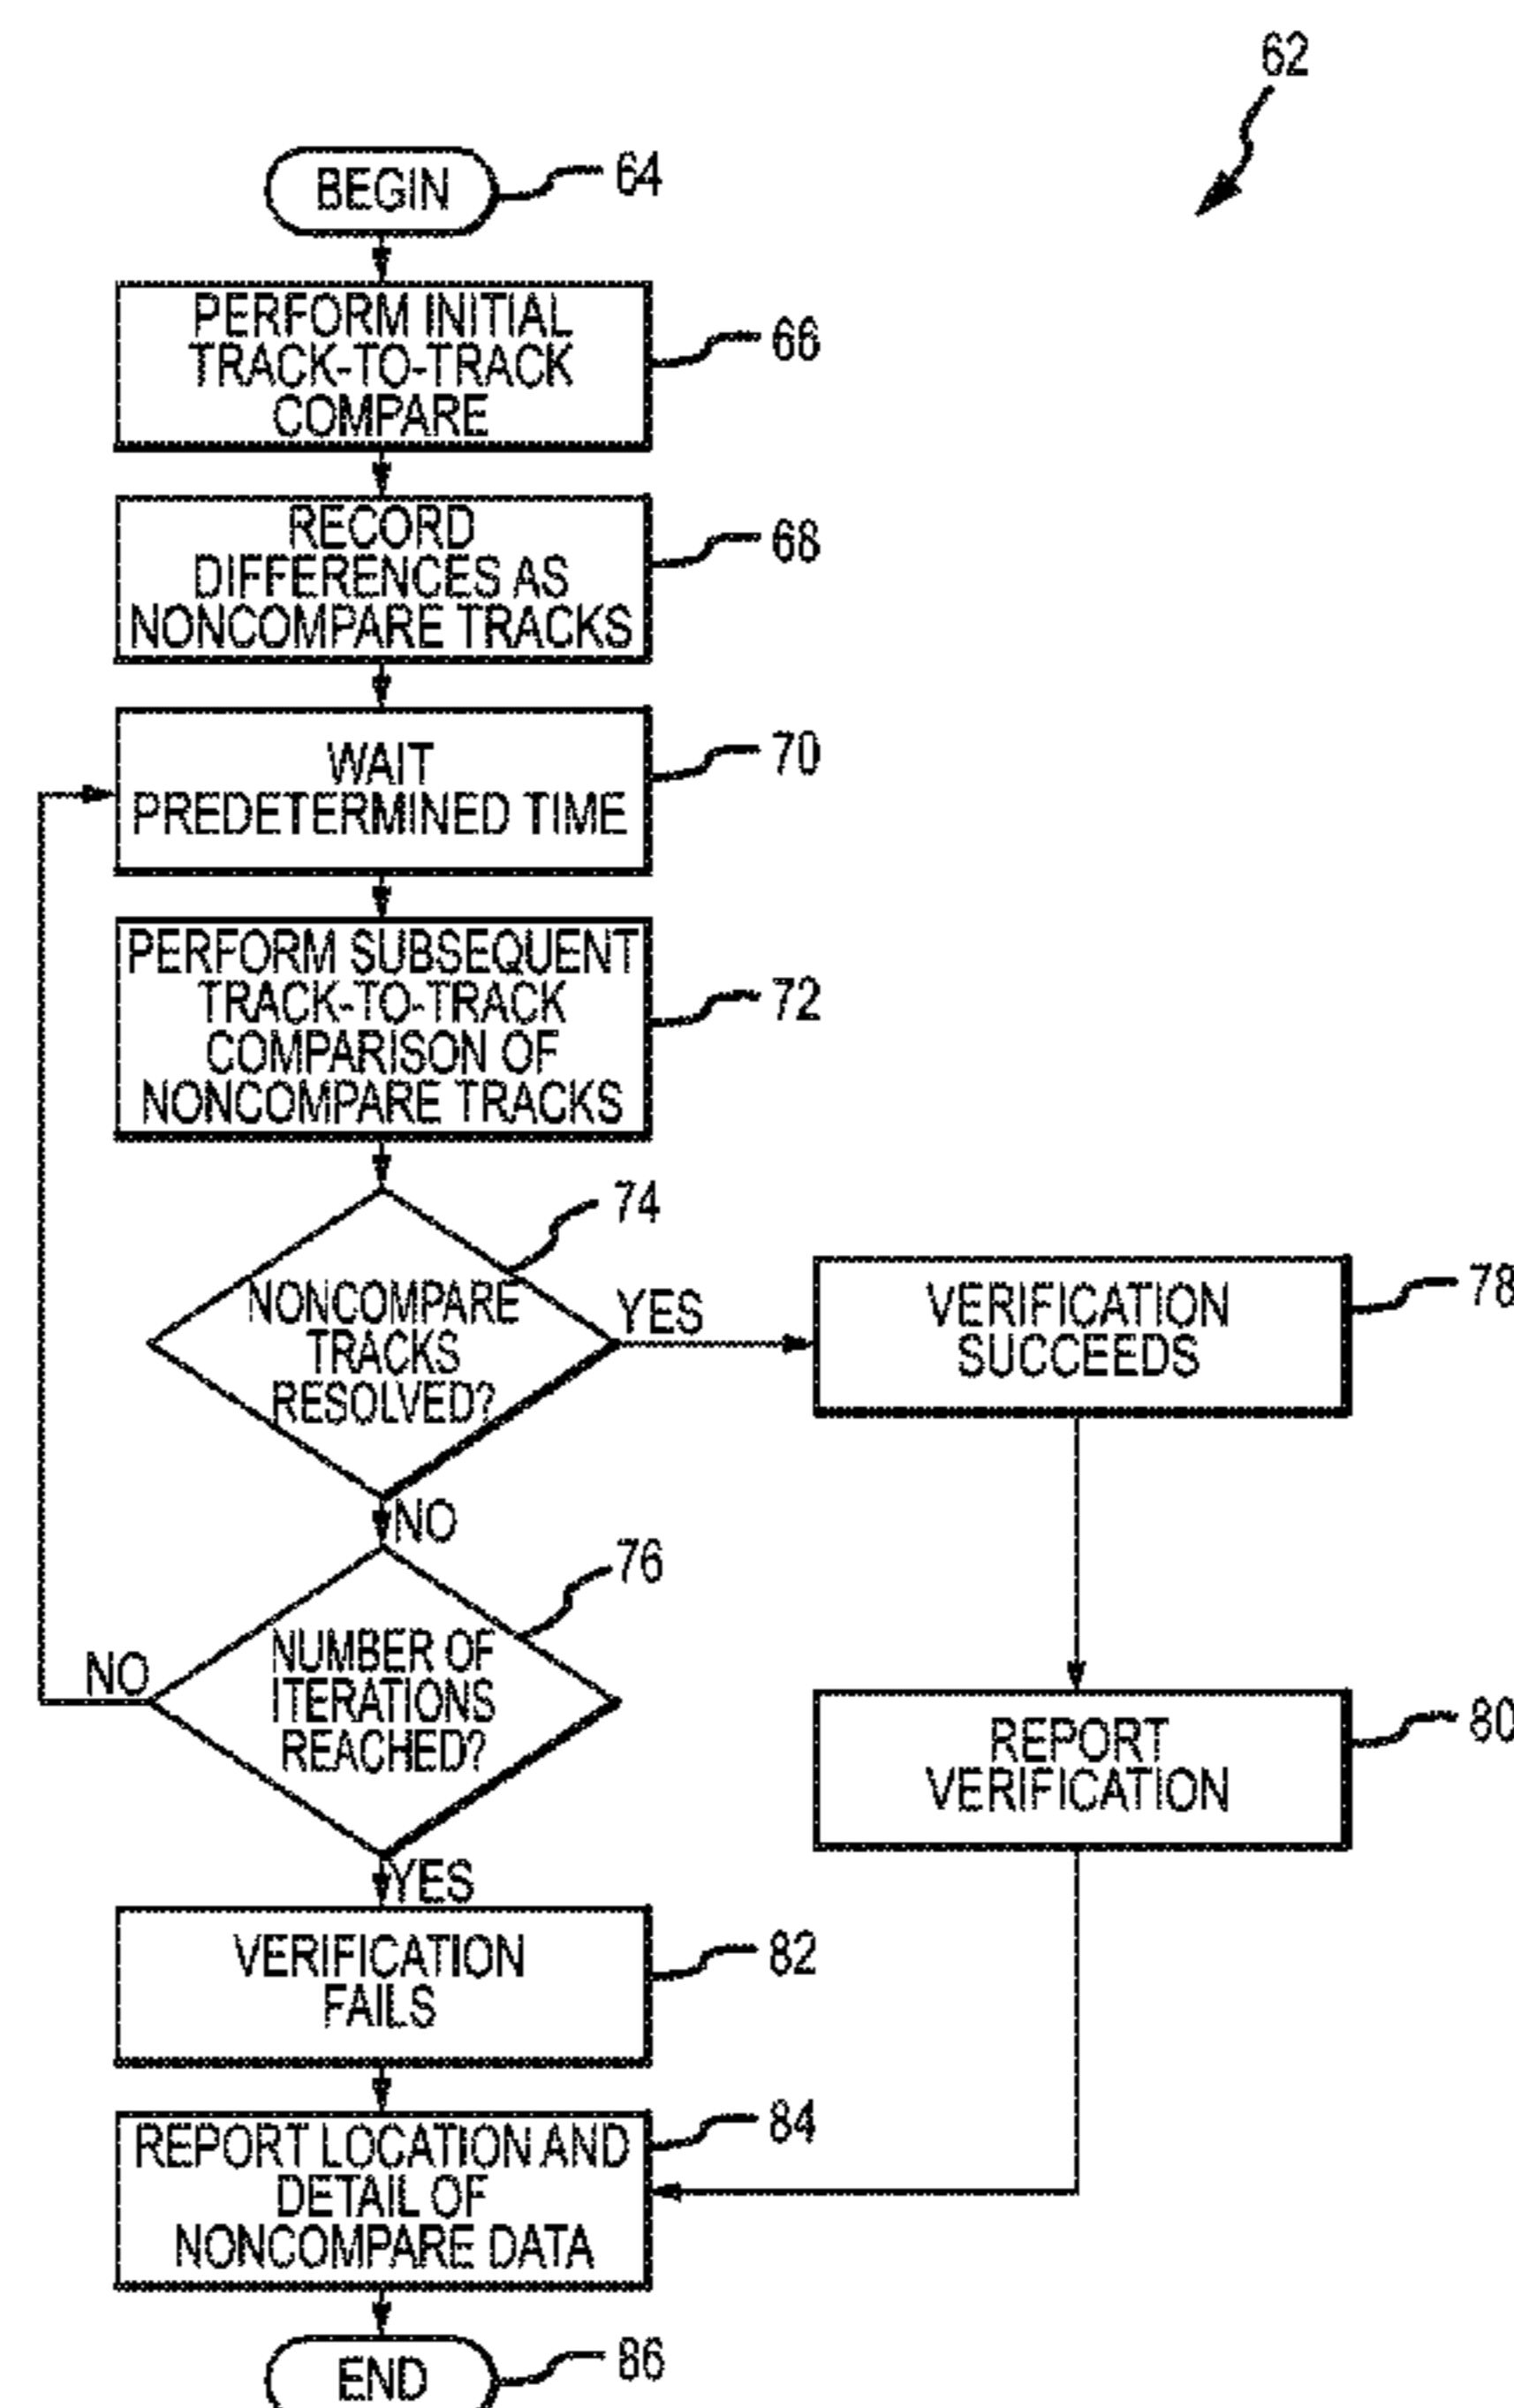 62
BEGIN
64
PERFORM INITIAL
TRACK-TO-TRACK
COMPARE
66
RECORD
DIFFERENCES AS
NONCOMPARE TRACKS
68
WAIT
PREDETERMINED TIME
70
PERFORM SUBSEQUENT
TRACK-TO-TRACK
COMPARISON OF
NONCOMPARE TRACKS
72
NONCOMPARE
TRACKS
RESOLVED?
74
YES
NO
VERIFICATION
SUCCEEDS
78
NUMBER OF
ITERATIONS
REACHED?
76
NO
YES
REPORT
VERIFICATION
80
VERIFICATION
FAILS
82
REPORT LOCATION AND
DETAIL OF
NONCOMPARE DATA
84
END
86